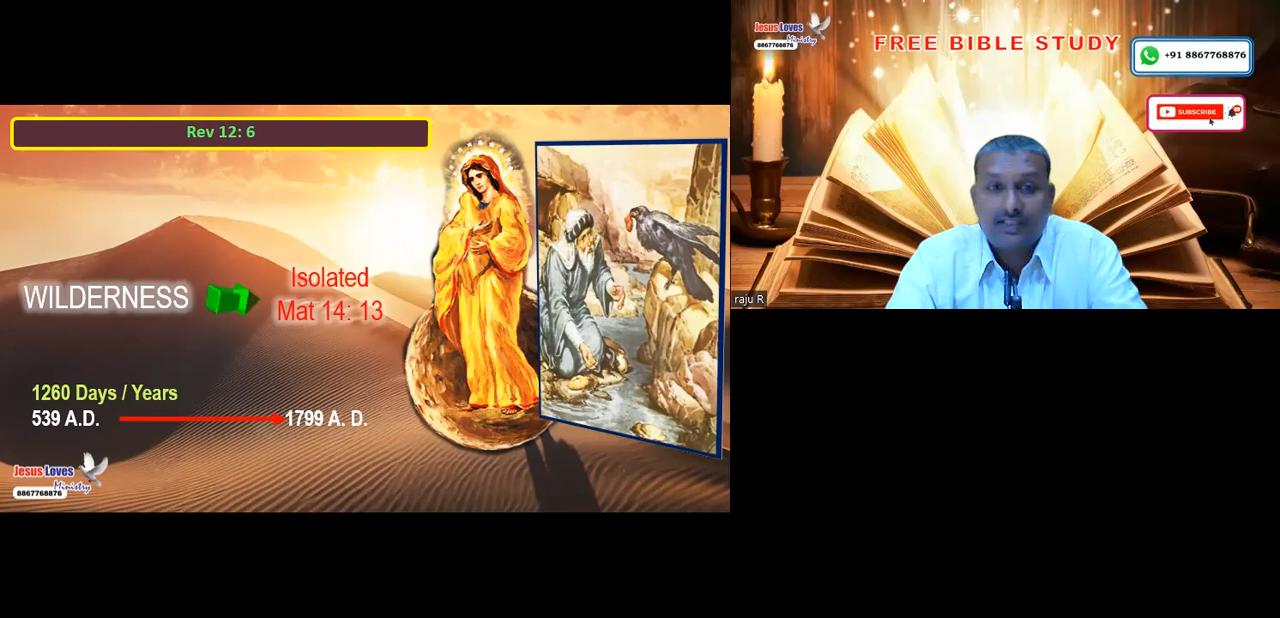 Rev 12: 6
WILDERNESS
Isolated
Mat 14: 13
1260 Days / Years
539 A.D.
1799 A. D.
Jesus Loves
Ministry
8867768876
Jesus Loves
Ministry
8867768876
FREE BIBLE STUDY
+91 8867768876
SUBSCRIBE
raju R